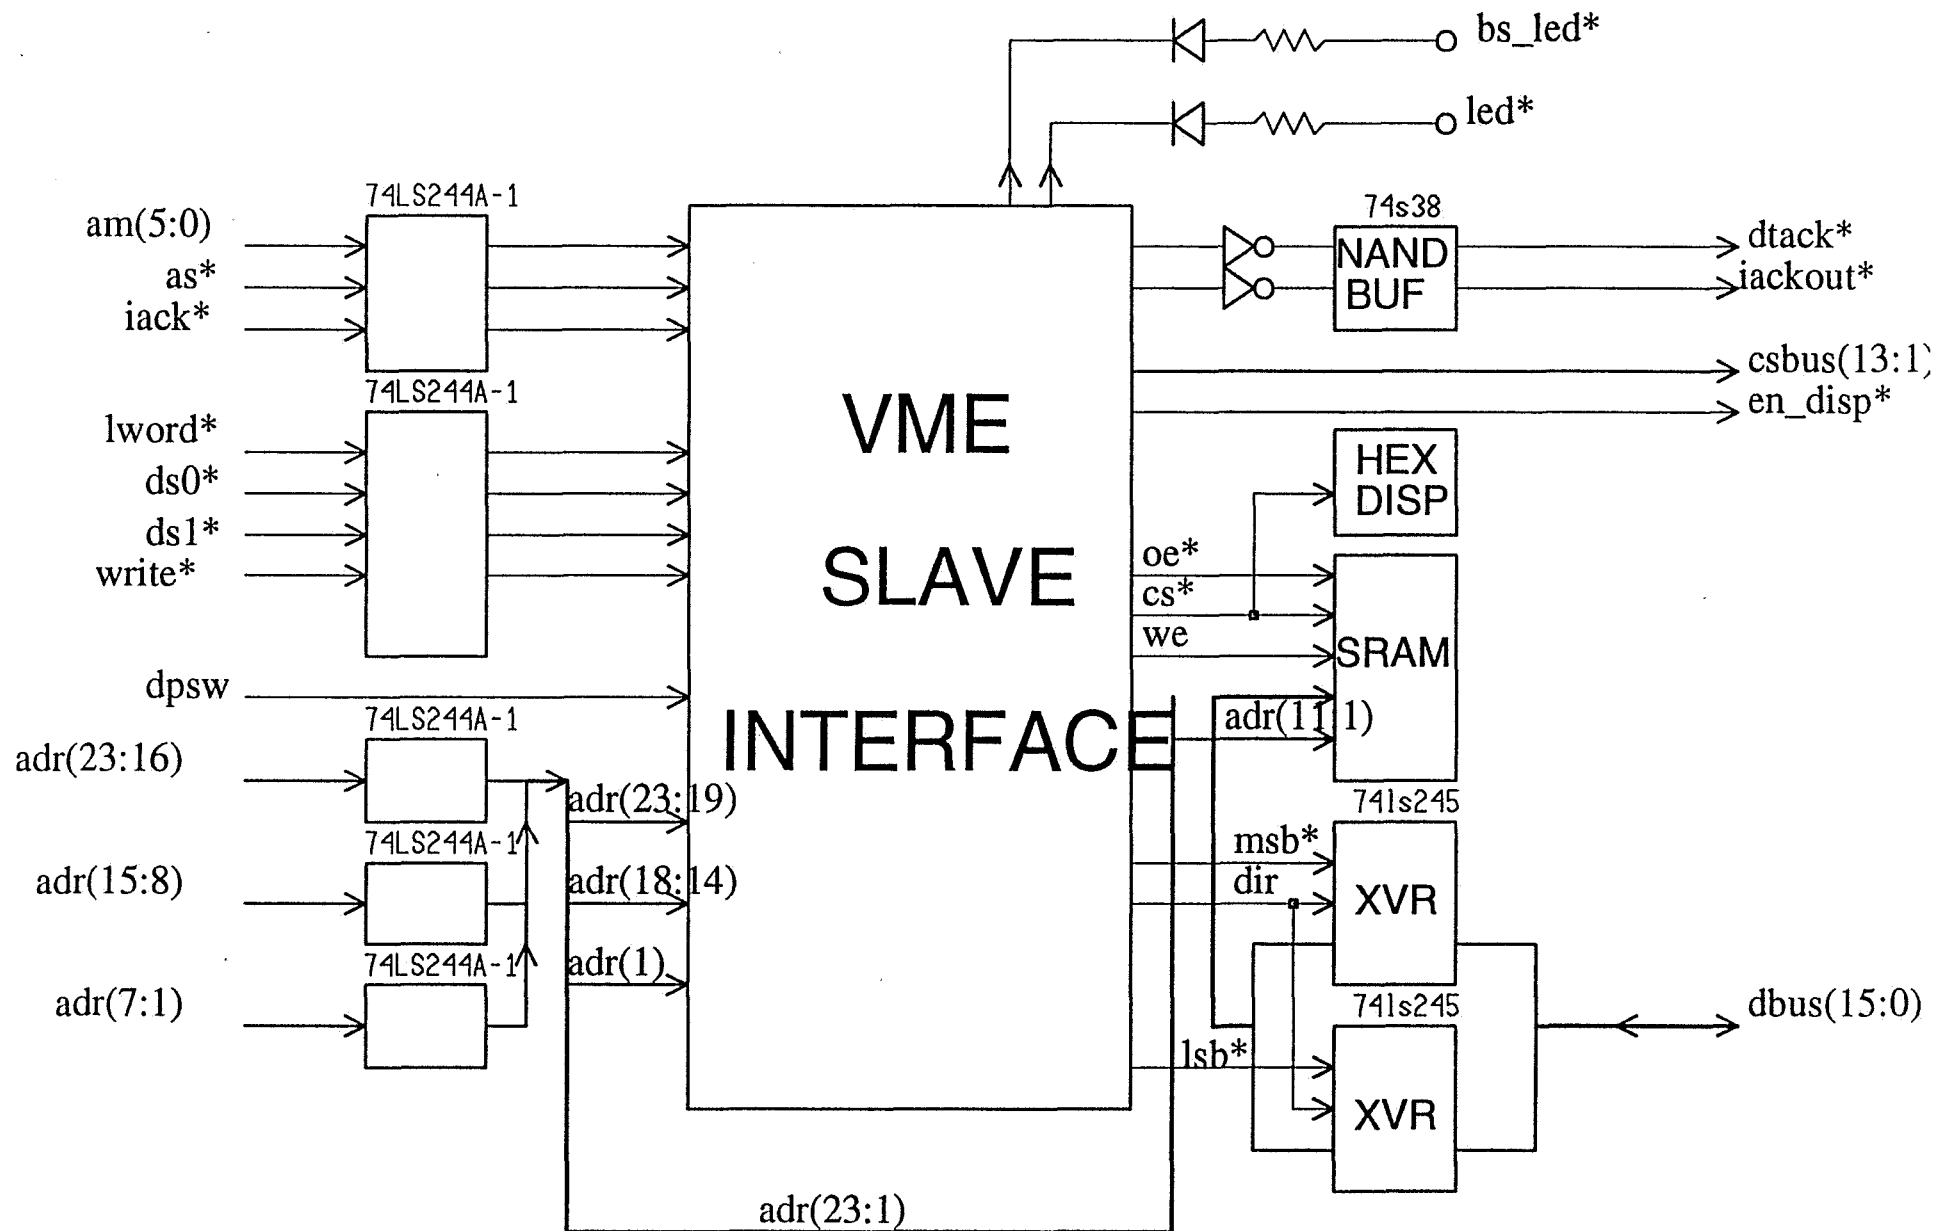 bs_led*
led*
74LS244A-1
am(5:0)
as*
iack*
74LS244A-1
lword*
ds0*
ds1*
write*
dpsw
74LS244A-1
adr(23:16)
74LS244A-1
adr(15:8)
74LS244A-1
adr(7:1)
adr(23:19)
adr(18:14)
adr(1)
adr(23:1)
VME
SLAVE
INTERFACE
74s38
NAND
BUF
dtack*
iackout*
csbus(13:1)
en_disp*
HEX
DISP
oe*
cs*
we
SRAM
adr(11:1)
74ls245
msb*
dir
XVR
74ls245
lsb*
XVR
dbus(15:0)